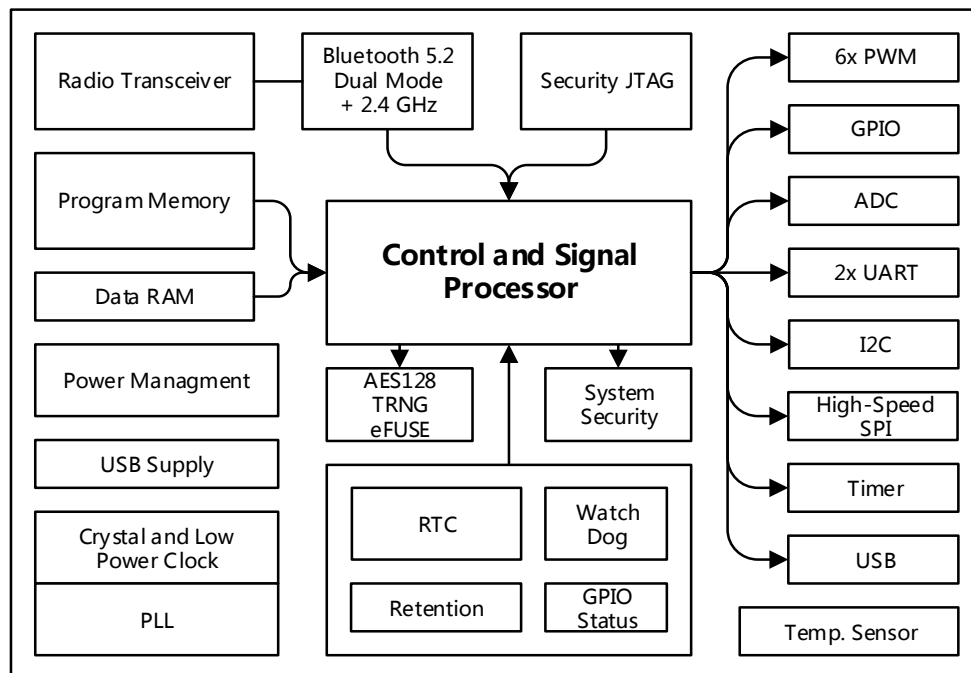 Radio Transceiver
Bluetooth 5.2
Dual Mode
+ 2.4 GHz
Security JTAG
6x PWM
GPIO
Program Memory
ADC
Control and Signal
Processor
2x UART
Data RAM
I2C
Power Managment
AES128
TRNG
eFUSE
System
Security
High-Speed
SPI
USB Supply
Timer
RTC
Watch
Dog
Crystal and Low
Power Clock
USB
PLL
Retention
GPIO
Status
Temp. Sensor